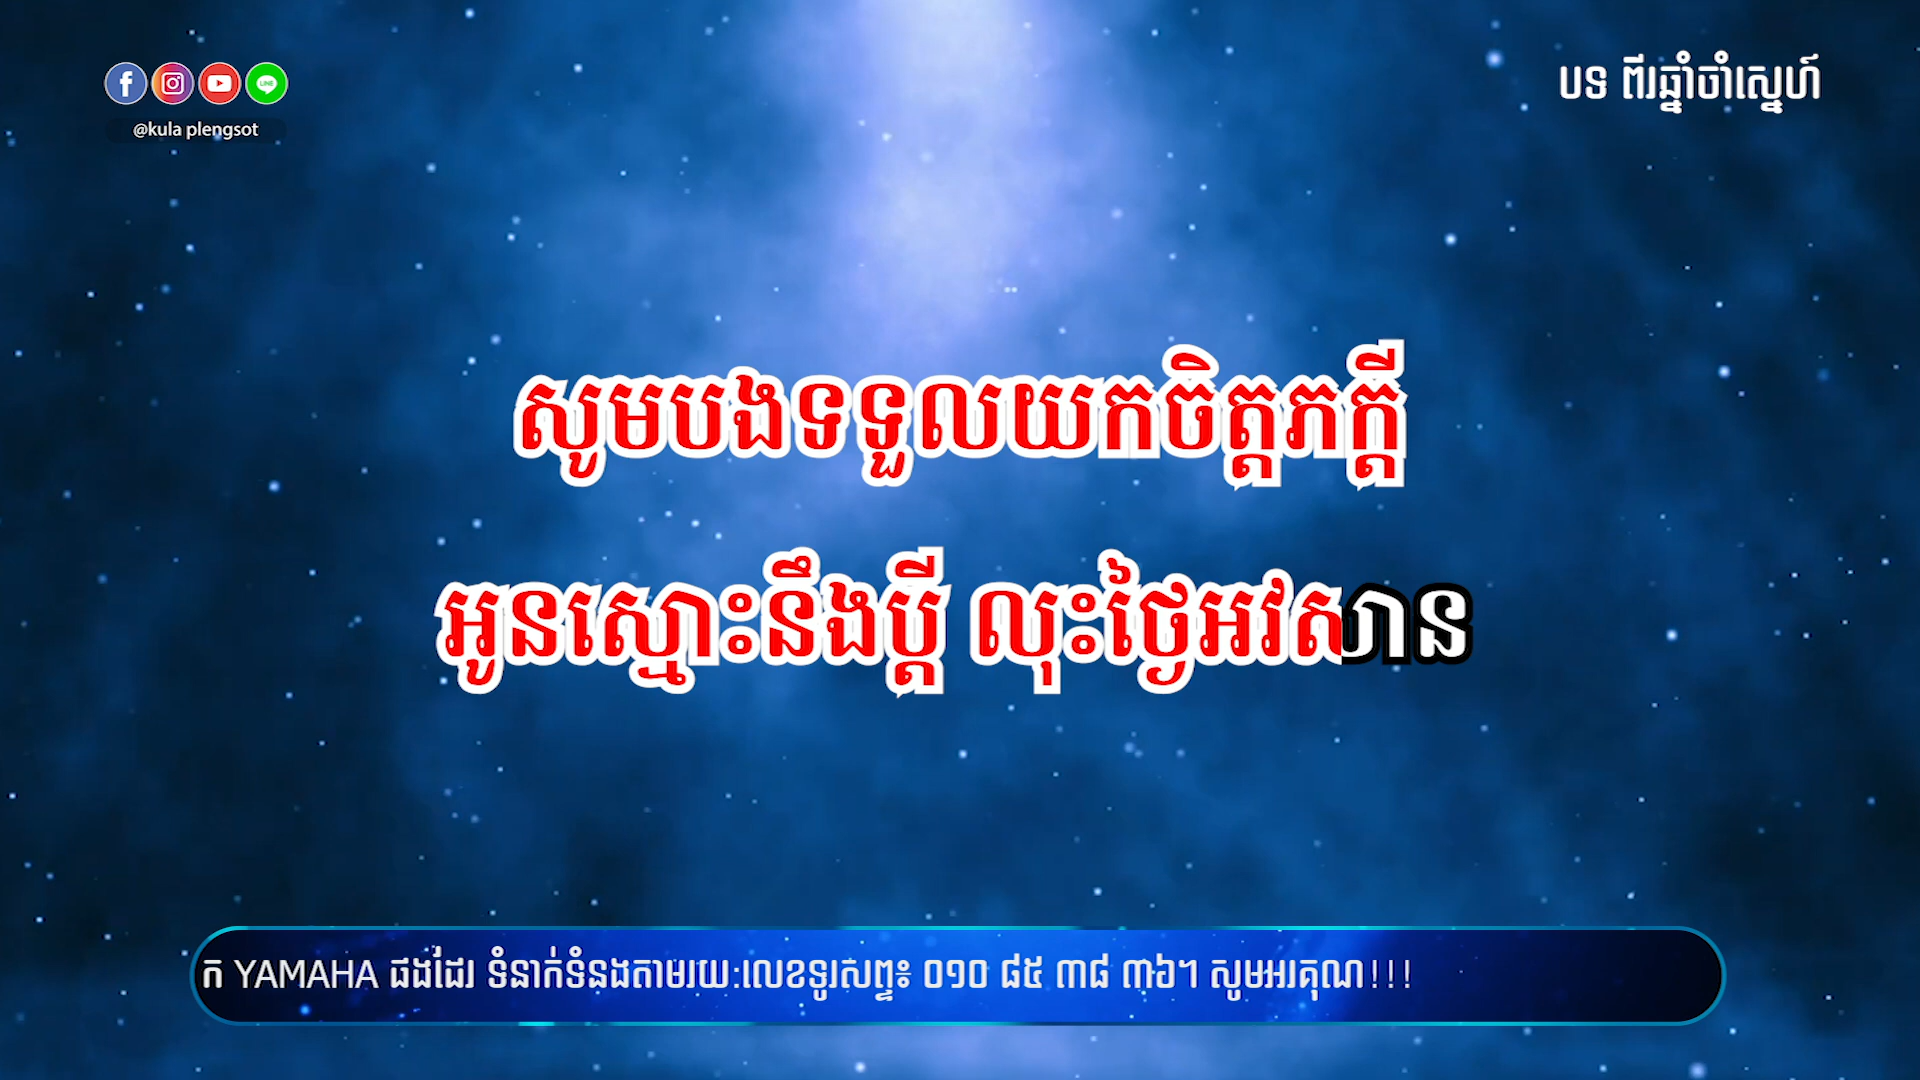 @kula plengsot
បទ ពីរឆ្នាំចាំស្នេហ៍
សូមបងទទួលយកចិត្តភក្ដី
អូនស្មោះនឹងប្ដី លុះថ្ងៃអវសាន
ក YAMAHA ផងដែរ ទំនាក់ទំនងតាមរយៈលេខទូរសព្ទ៖ ០១០ ៨៥ ៣៨ ៣៦។ សូមអរគុណ!!!